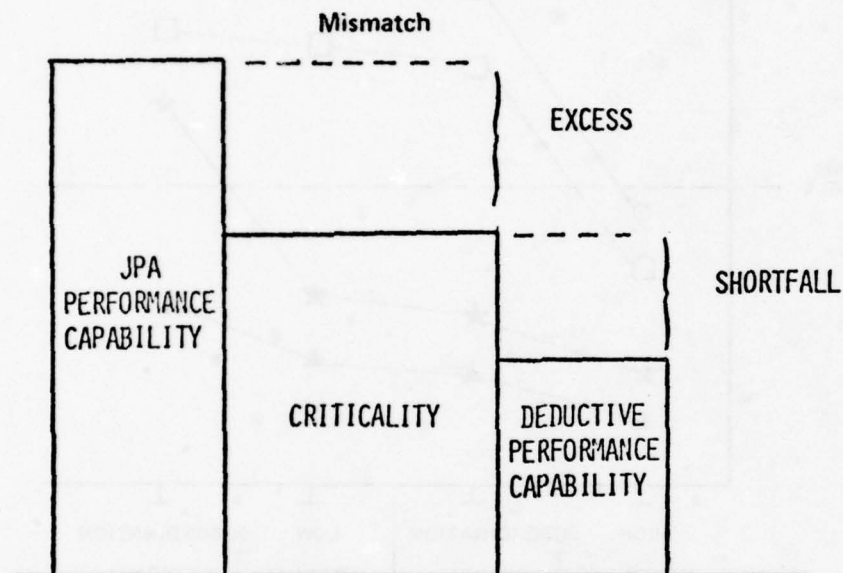 Mismatch
EXCESS
JPA
PERFORMANCE
CAPABILITY
SHORTFALL
CRITICALITY
DEDUCTIVE
PERFORMANCE
CAPABILITY